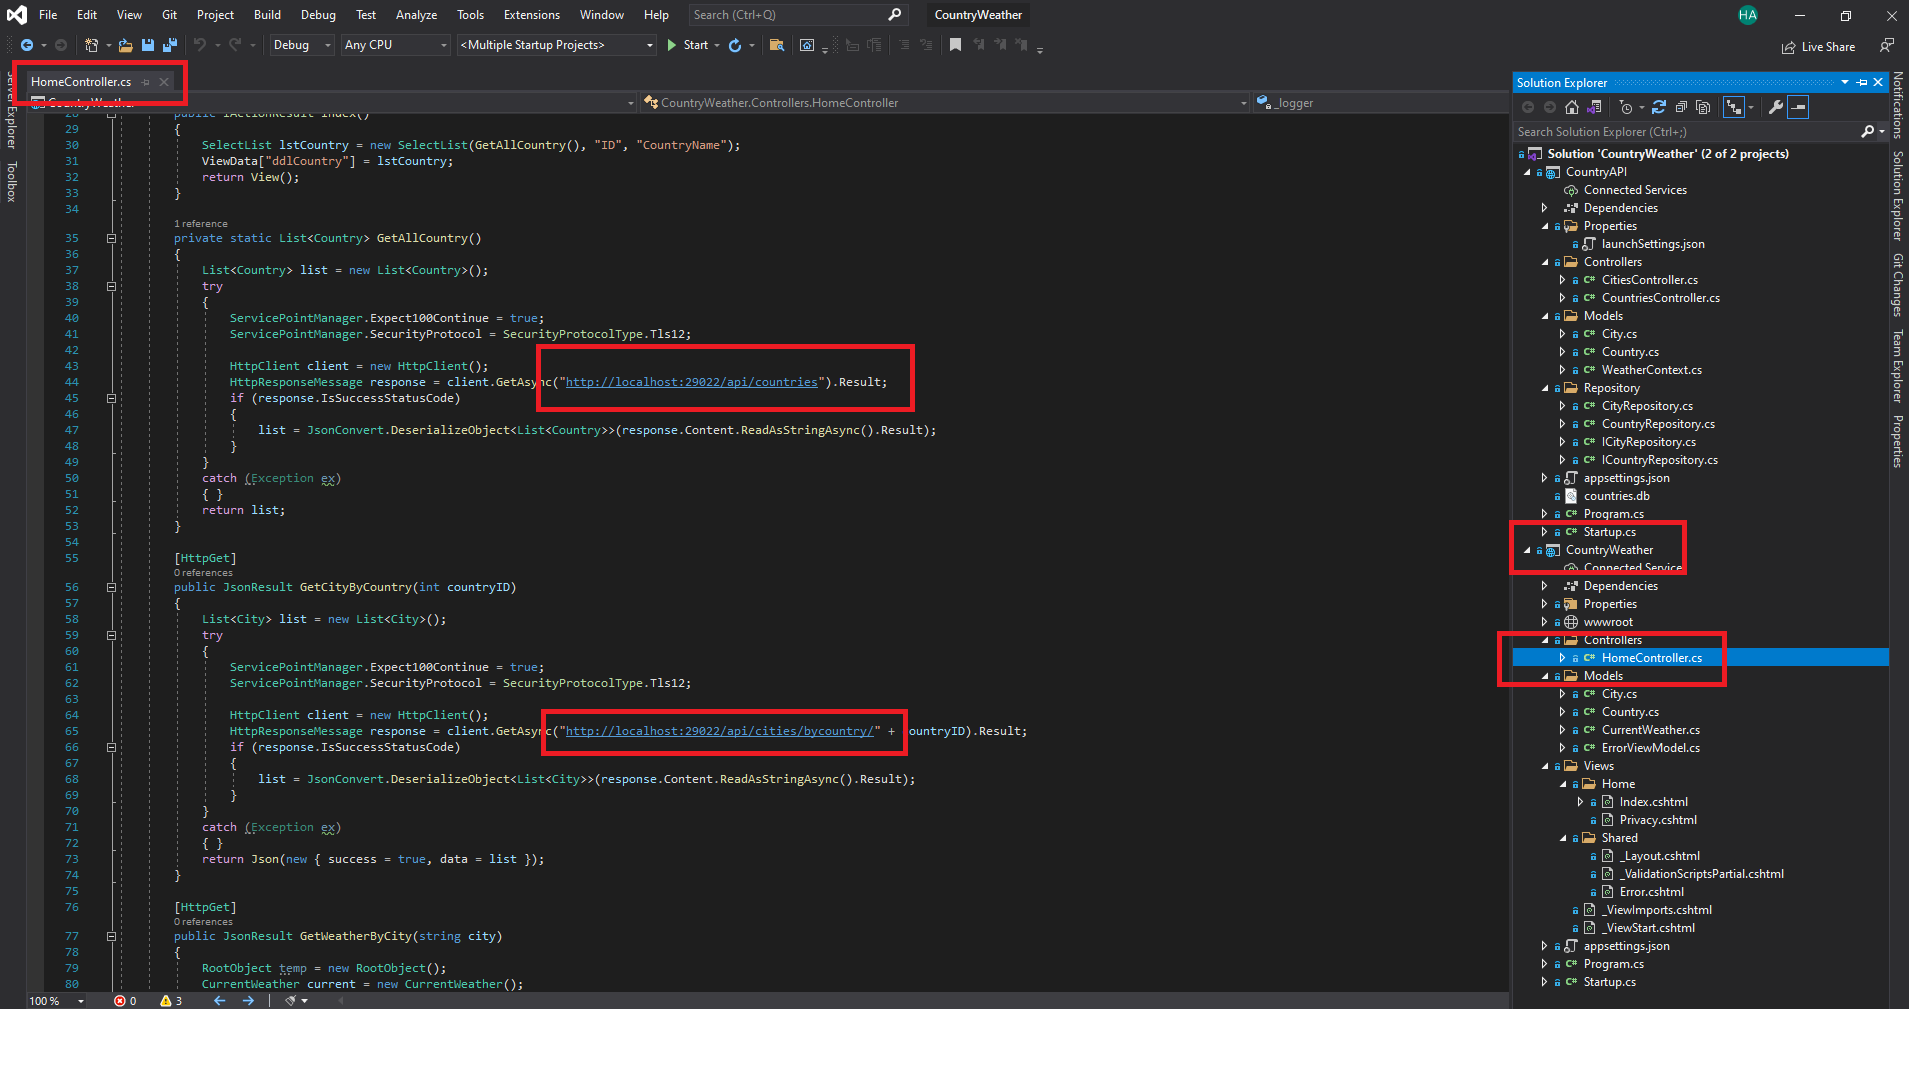 File Edit View Git Project Build Debug Test Analyze Tools Extensions Window Help Search (Ctrl+Q) CountryWeather HA
Debug Any CPU <Multiple Startup Projects> Start Live Share
HomeController.cs
CountryWeather CountryWeather.Controllers.HomeController _logger
Server Explorer
Toolbox
28 public IActionResult Index()
29 {
30 SelectList lstCountry = new SelectList(GetAllCountry(), "ID", "CountryName");
31 ViewData["ddlCountry"] = lstCountry;
32 return View();
33 }
34
1 reference
35 private static List<Country> GetAllCountry()
36 {
37 List<Country> list = new List<Country>();
38 try
39 {
40 ServicePointManager.Expect100Continue = true;
41 ServicePointManager.SecurityProtocol = SecurityProtocolType.Tls12;
42
43 HttpClient client = new HttpClient();
44 HttpResponseMessage response = client.GetAsync("http://localhost:29022/api/countries").Result;
45 if (response.IsSuccessStatusCode)
46 {
47 list = JsonConvert.DeserializeObject<List<Country>>(response.Content.ReadAsStringAsync().Result);
48 }
49 }
50 catch (Exception ex)
51 { }
52 return list;
53 }
54
55 [HttpGet]
0 references
56 public JsonResult GetCityByCountry(int countryID)
57 {
58 List<City> list = new List<City>();
59 try
60 {
61 ServicePointManager.Expect100Continue = true;
62 ServicePointManager.SecurityProtocol = SecurityProtocolType.Tls12;
63
64 HttpClient client = new HttpClient();
65 HttpResponseMessage response = client.GetAsync("http://localhost:29022/api/cities/bycountry/" + ountryID).Result;
66 if (response.IsSuccessStatusCode)
67 {
68 list = JsonConvert.DeserializeObject<List<City>>(response.Content.ReadAsStringAsync().Result);
69 }
70 }
71 catch (Exception ex)
72 { }
73 return Json(new { success = true, data = list });
74 }
75
76 [HttpGet]
0 references
77 public JsonResult GetWeatherByCity(string city)
78 {
79 RootObject temp = new RootObject();
80 CurrentWeather current = new CurrentWeather();
100 % 0 3
Solution Explorer
Search Solution Explorer (Ctrl+;)
Solution 'CountryWeather' (2 of 2 projects)
CountryAPI
Connected Services
Dependencies
Properties
launchSettings.json
Controllers
C# CitiesController.cs
C# CountriesController.cs
Models
C# City.cs
C# Country.cs
C# WeatherContext.cs
Repository
C# CityRepository.cs
C# CountryRepository.cs
C# ICityRepository.cs
C# ICountryRepository.cs
appsettings.json
countries.db
C# Program.cs
C# Startup.cs
CountryWeather
Connected Service
Dependencies
Properties
wwwroot
Controllers
C# HomeController.cs
Models
C# City.cs
C# Country.cs
C# CurrentWeather.cs
C# ErrorViewModel.cs
Views
Home
Index.cshtml
Privacy.cshtml
Shared
_Layout.cshtml
_ValidationScriptsPartial.cshtml
Error.cshtml
_ViewImports.cshtml
_ViewStart.cshtml
appsettings.json
C# Program.cs
C# Startup.cs
Notifications
Solution Explorer
Git Changes
Team Explorer
Properties